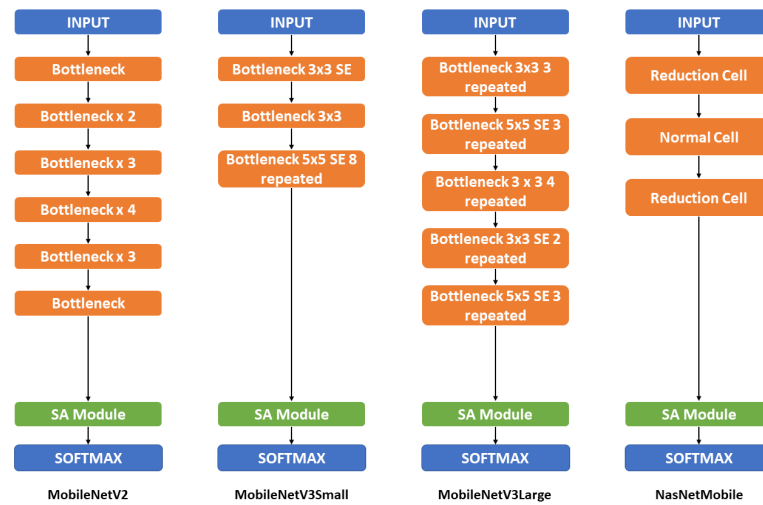 INPUT
Bottleneck
Bottleneck x 2
Bottleneck x 3
Bottleneck x 4
Bottleneck x 3
Bottleneck
SA Module
SOFTMAX
MobileNetV2
INPUT
Bottleneck 3x3 SE
Bottleneck 3x3
Bottleneck 5x5 SE 8
repeated
SA Module
SOFTMAX
MobileNetV3Small
INPUT
Bottleneck 3x3 3
repeated
Bottleneck 5x5 SE 3
repeated
Bottleneck 3 x 3 4
repeated
Bottleneck 3x3 SE 2
repeated
Bottleneck 5x5 SE 3
repeated
SA Module
SOFTMAX
MobileNetV3Large
INPUT
Reduction Cell
Normal Cell
Reduction Cell
SA Module
SOFTMAX
NasNetMobile